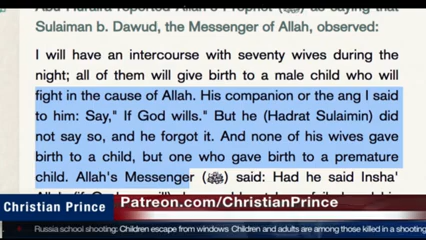 Abu Huraira reported Allah's Prophet (ﷺ) as saying that
Sulaiman b. Dawud, the Messenger of Allah, observed:
I will have an intercourse with seventy wives during the
night; all of them will give birth to a male child who will
fight in the cause of Allah. His companion or the ang I said
to him: Say," If God wills." But he (Hadrat Sulaimin) did
not say so, and he forgot it. And none of his wives gave
birth to a child, but one who gave birth to a premature
child. Allah's Messenger (ﷺ) said: Had he said Insha'
Christian Prince
Patreon.com/ChristianPrince
Russia school shooting: Children escape from windows Children and adults are among those killed in a shooting